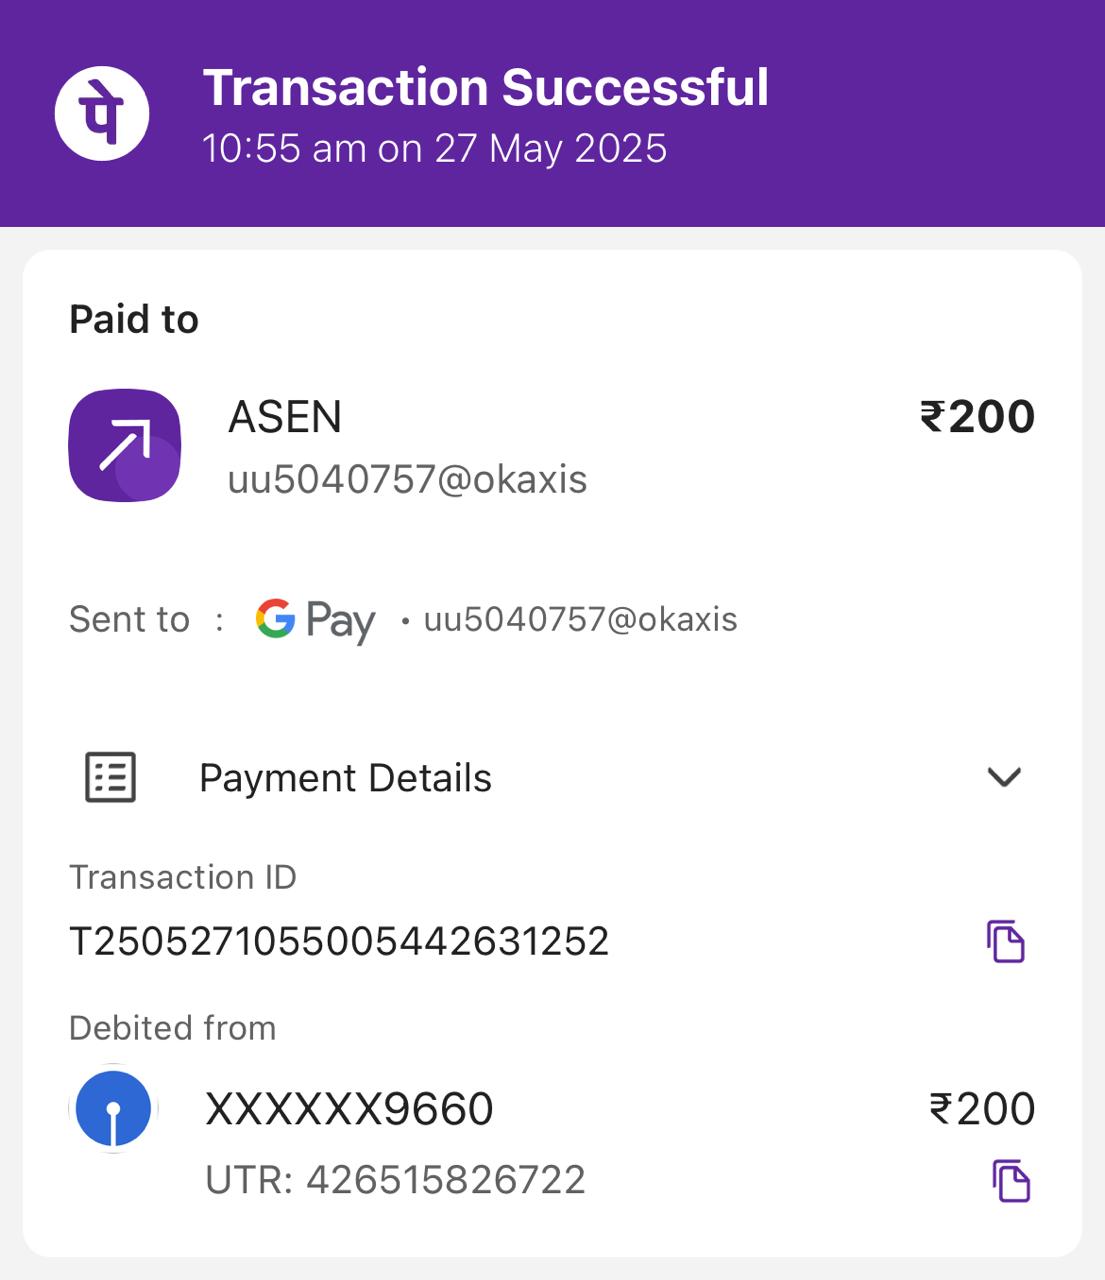 पे
Transaction Successful
10:55 am on 27 May 2025
Paid to
ASEN
₹200
uu5040757@okaxis
Sent to : G Pay • uu5040757@okaxis
Payment Details
Transaction ID
T2505271055005442631252
Debited from
XXXXXX9660
₹200
UTR: 426515826722